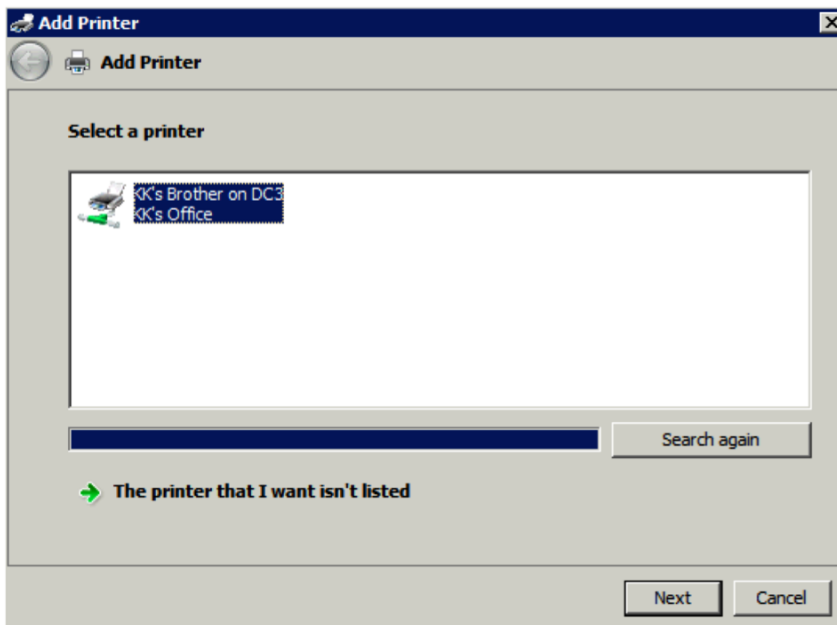 Add Printer
Add Printer
Select a printer
KK's Brother on DC3
KK's Office
Search again
The printer that I want isn't listed
Next
Cancel